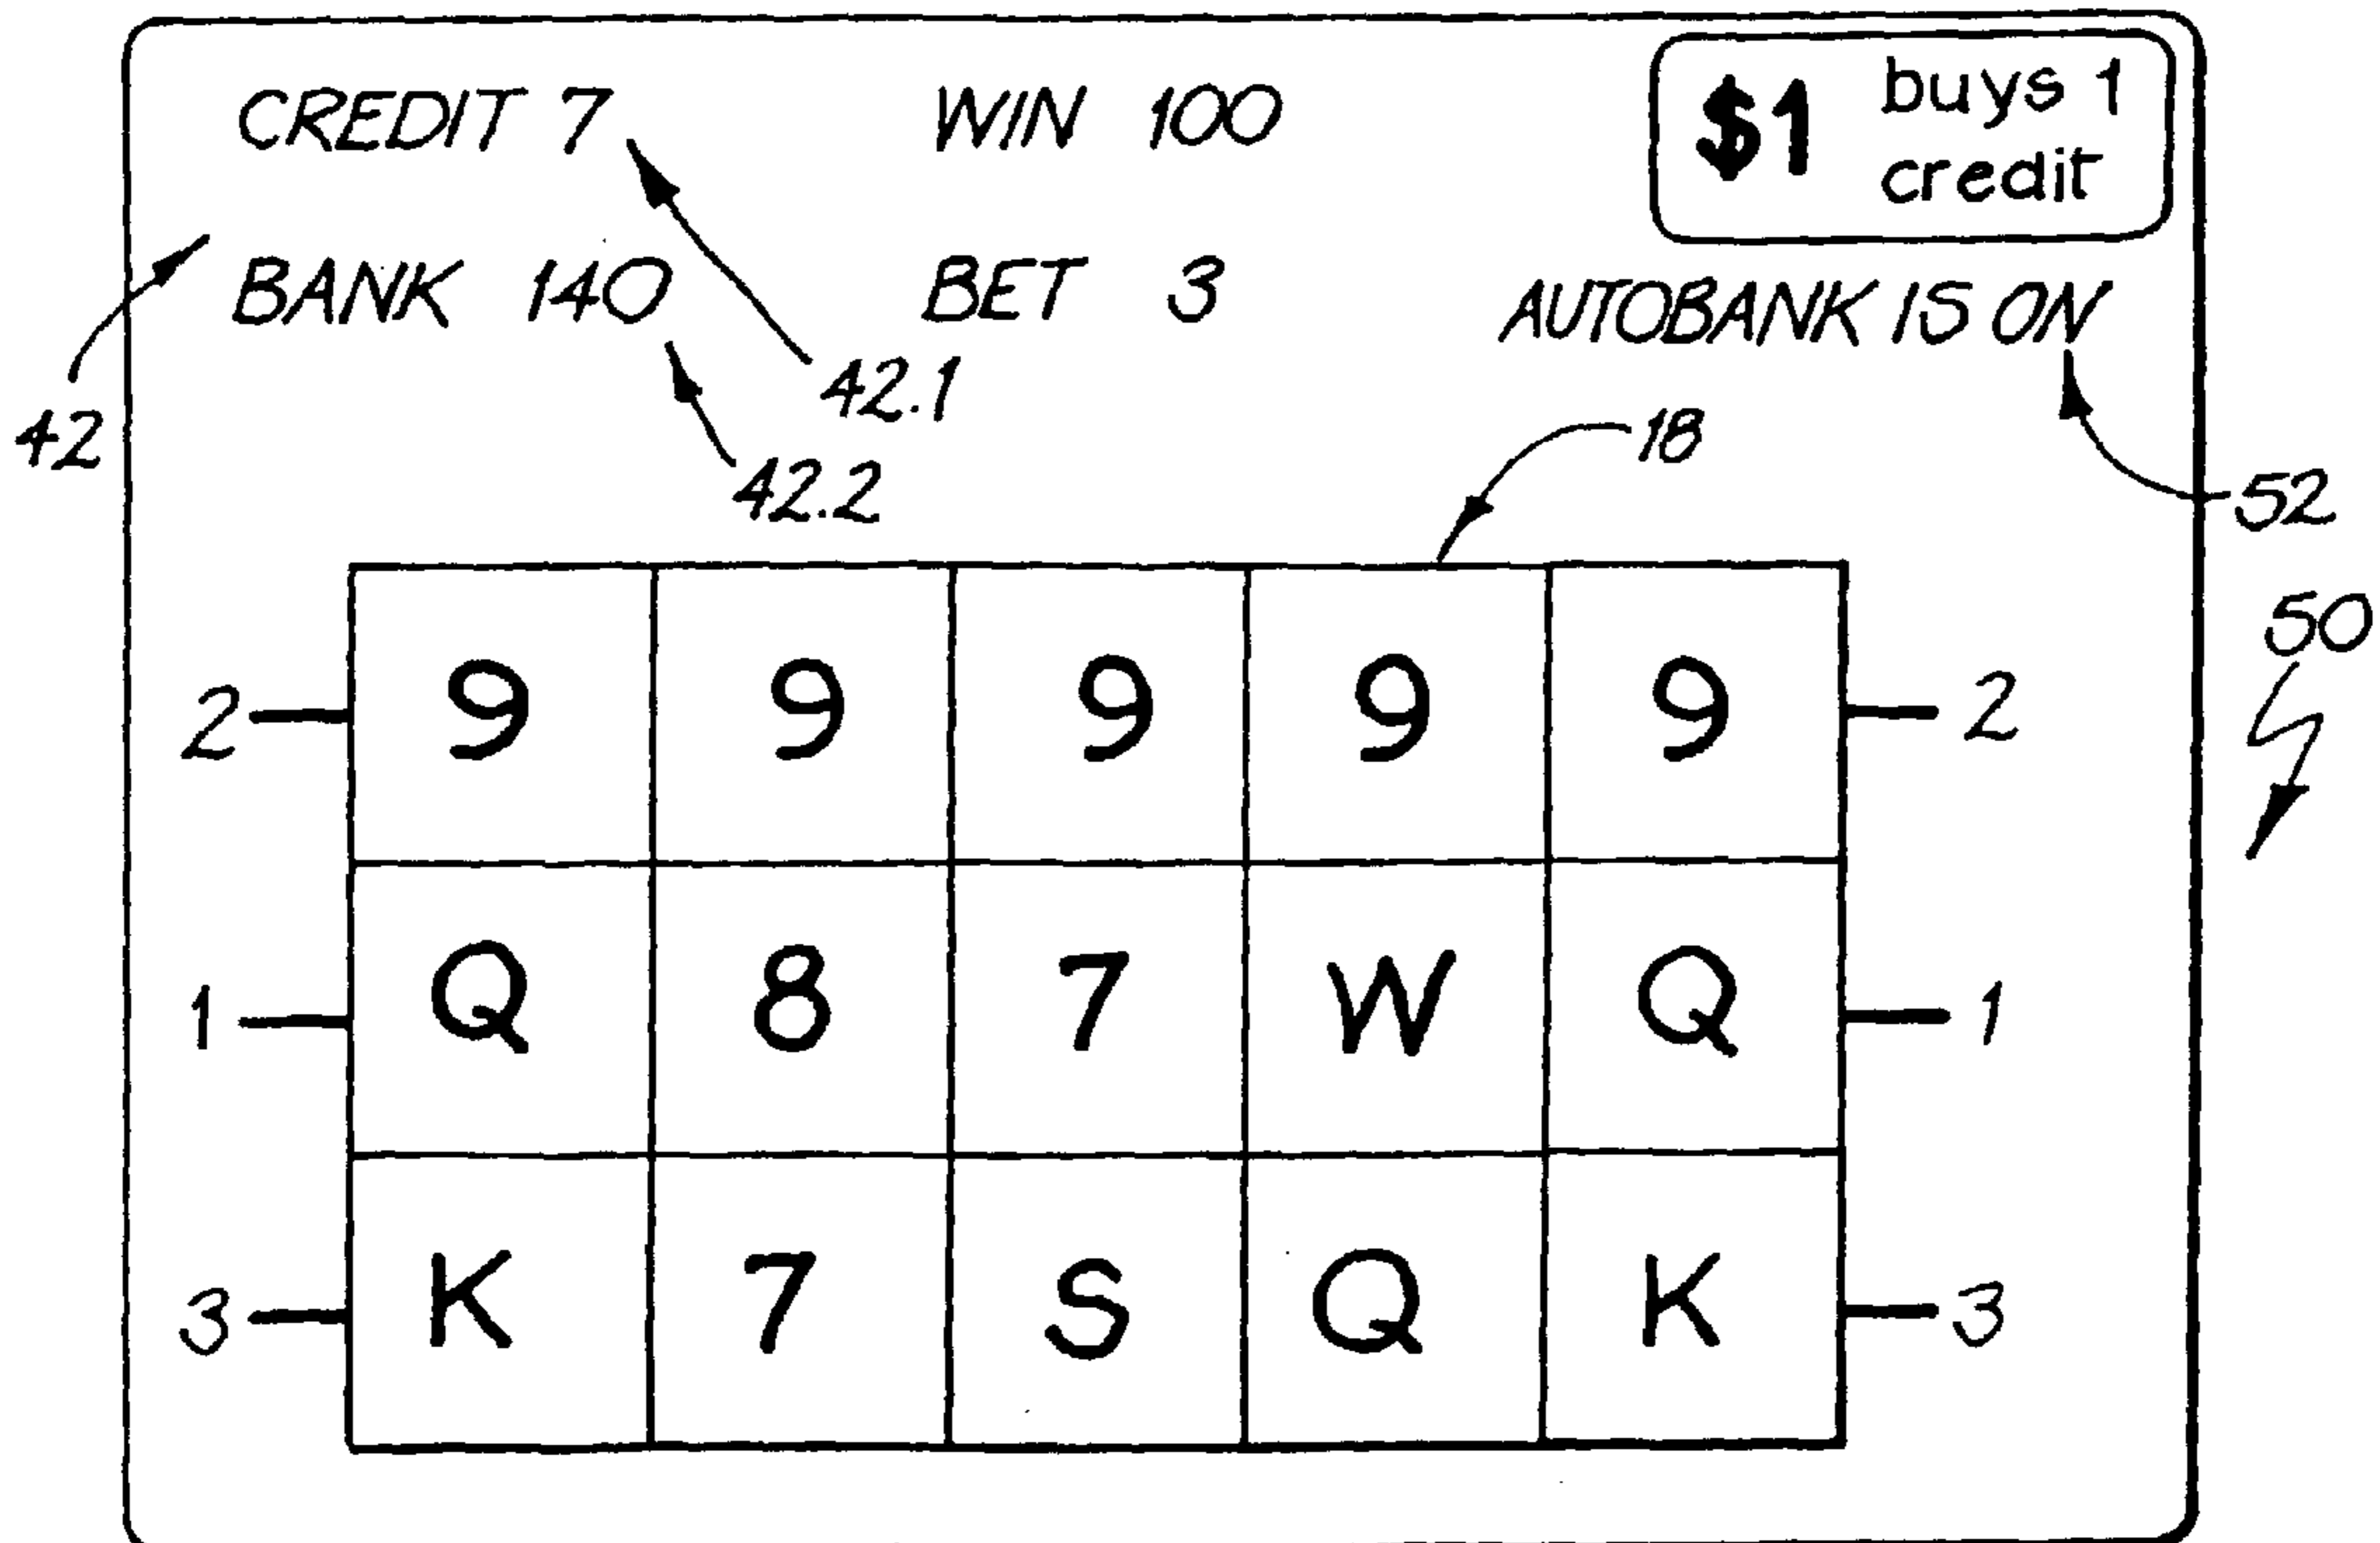 CREDIT 7 WIN 100 $1 buys 1 credit
BANK 140 BET 3 AUTOBANK IS ON
42 42.1 18
42.2 52
50
2 9 9 9 9 9 2
1 Q 8 7 W Q 1
3 K 7 S Q K 3